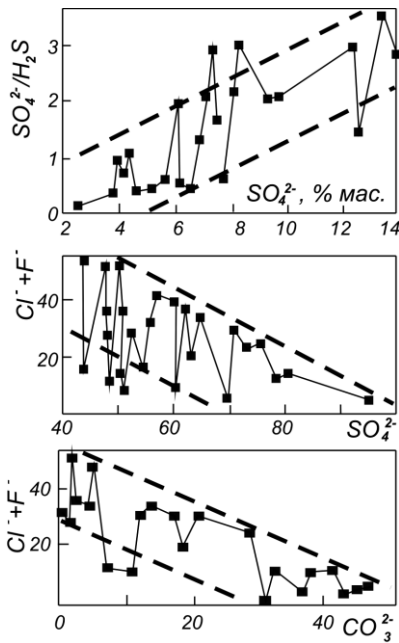 SO₄²⁻/H₂S
3
2
1
0
SO₄²⁻, % мас.
2 4 6 8 10 12 14
Cl⁻+F⁻
40
20
40 60 80
SO₄²⁻
Cl⁻+F⁻
40
20
0 20 40
CO₃²⁻